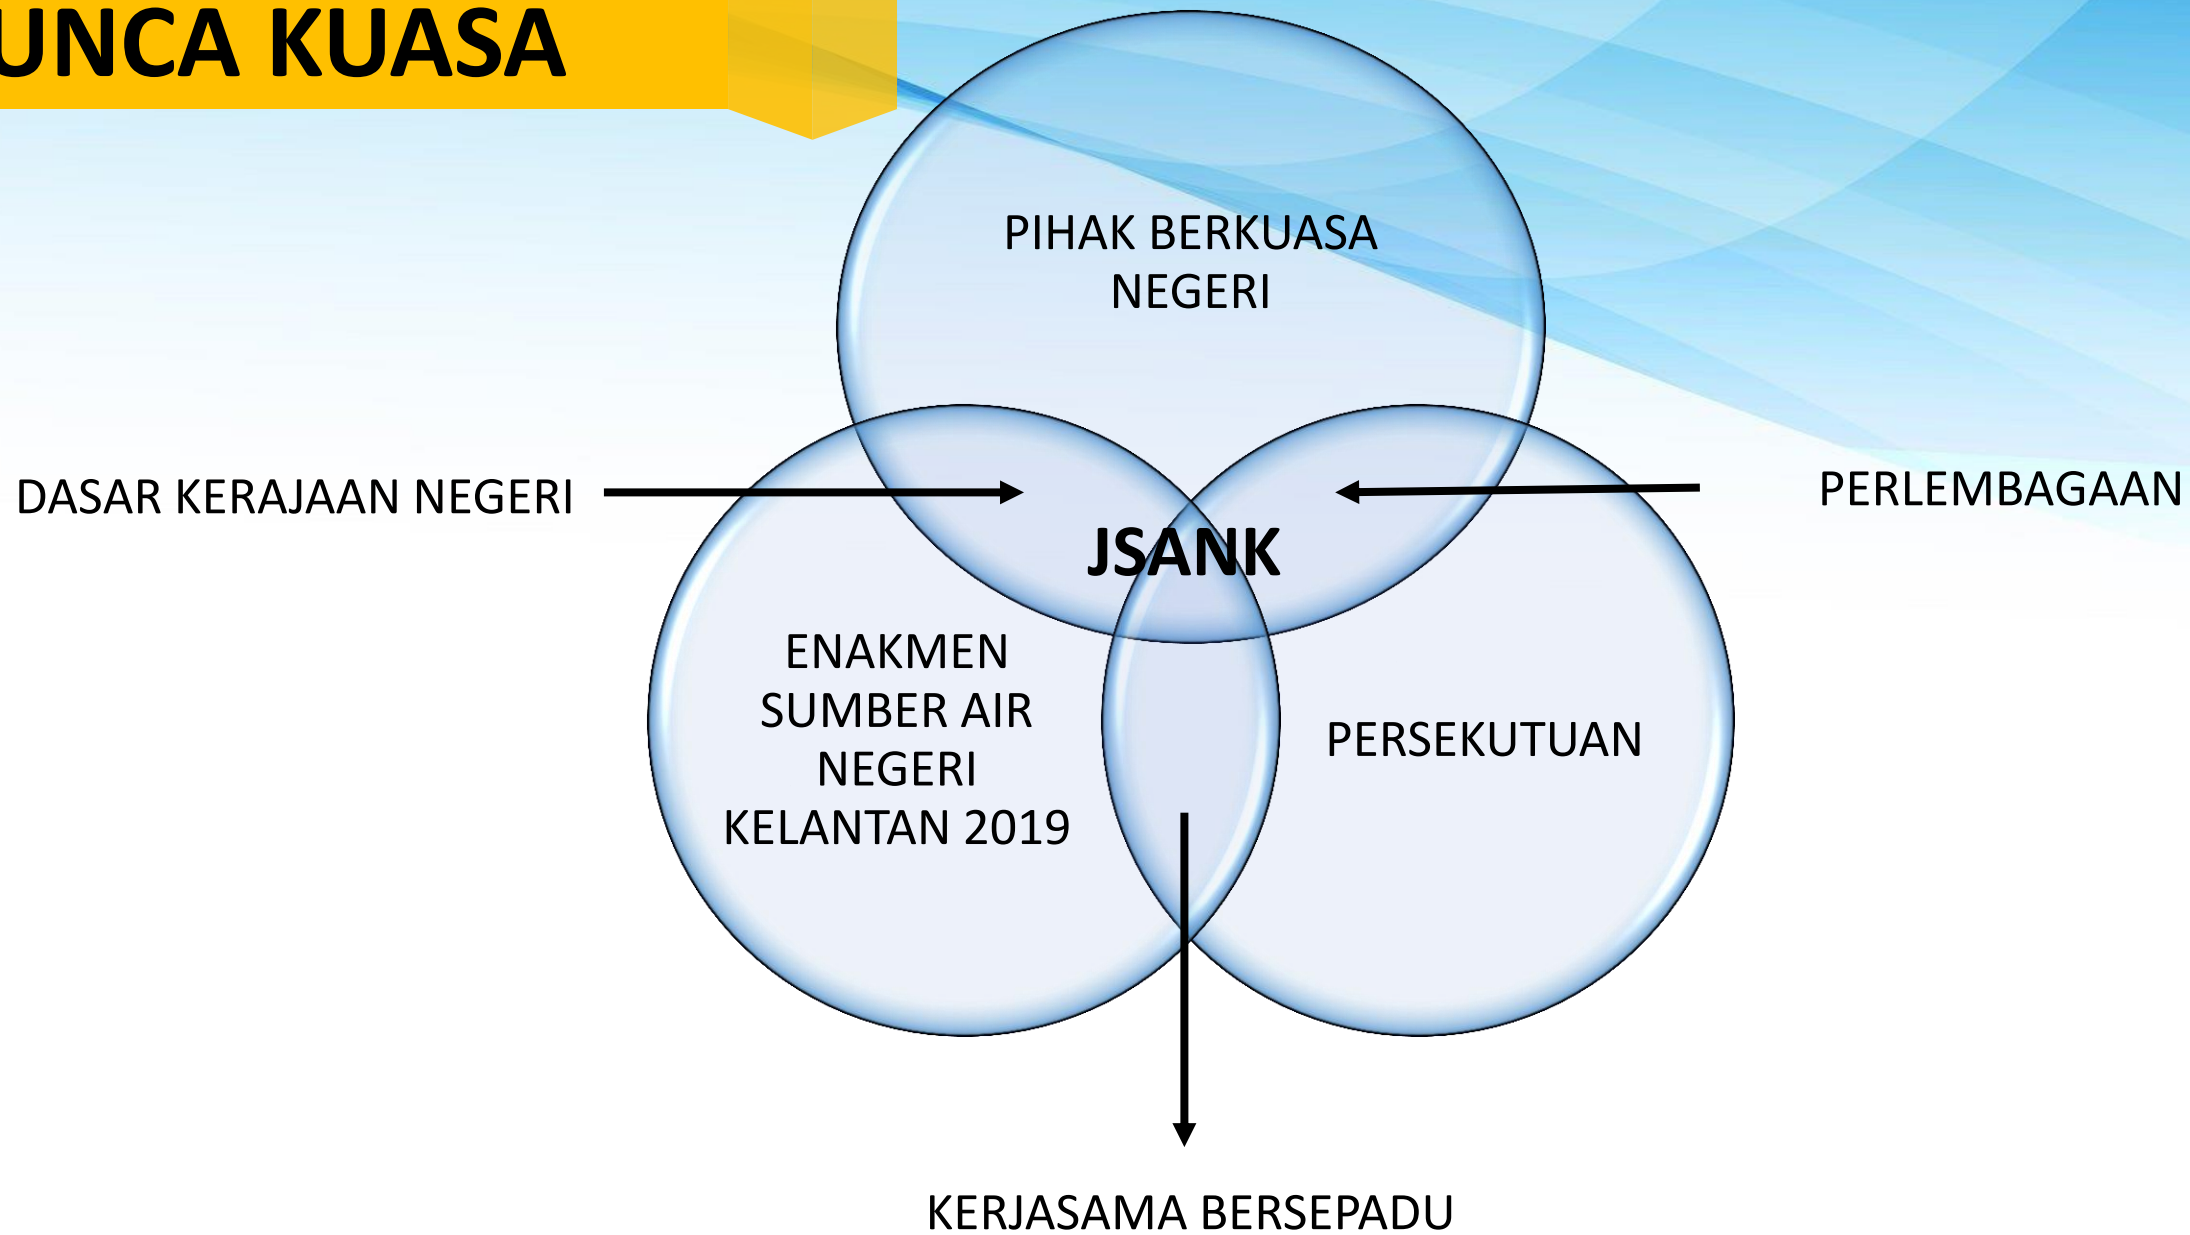 UNCA KUASA
PIHAK BERKUASA
NEGERI
DASAR KERAJAAN NEGERI
PERLEMBAGAAN
JSANK
ENAKMEN
SUMBER AIR
NEGERI
KELANTAN 2019
PERSEKUTUAN
KERJASAMA BERSEPADU